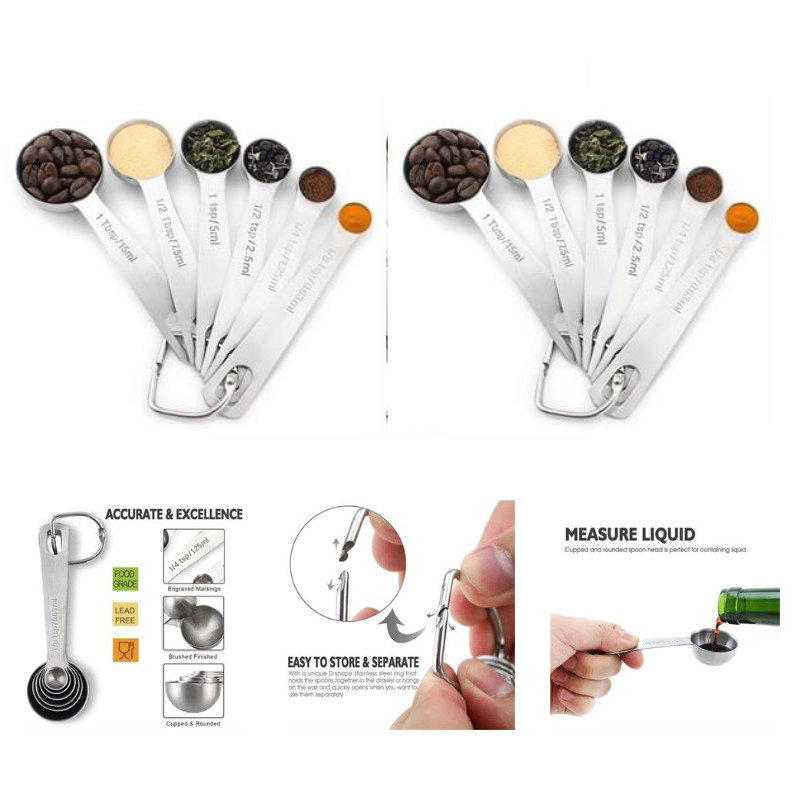 1 Tbsp/15ml
1/2 Tbsp/7.5ml
1 tsp/5ml
1/2 tsp/2.5ml
1/4 tsp/1.25ml
1/8 tsp/0.63ml
1 Tbsp/15ml
1/2 Tbsp/7.5ml
1 tsp/5ml
1/2 tsp/2.5ml
1/4 tsp/1.25ml
1/8 tsp/0.63ml
ACCURATE & EXCELLENCE
FOOD
GRADE
LEAD
FREE
1/4 tsp/1.25ml
Engraved Markings
Brushed Finished
Cupped & Rounded
EASY TO STORE & SEPARATE
With a unique D-shape stainless steel ring that
holds the spoons together in the drawer or hangs
on the wall and quickly opens when you want to
use them separately
MEASURE LIQUID
Cupped and rounded spoon head is perfect for containing liquid